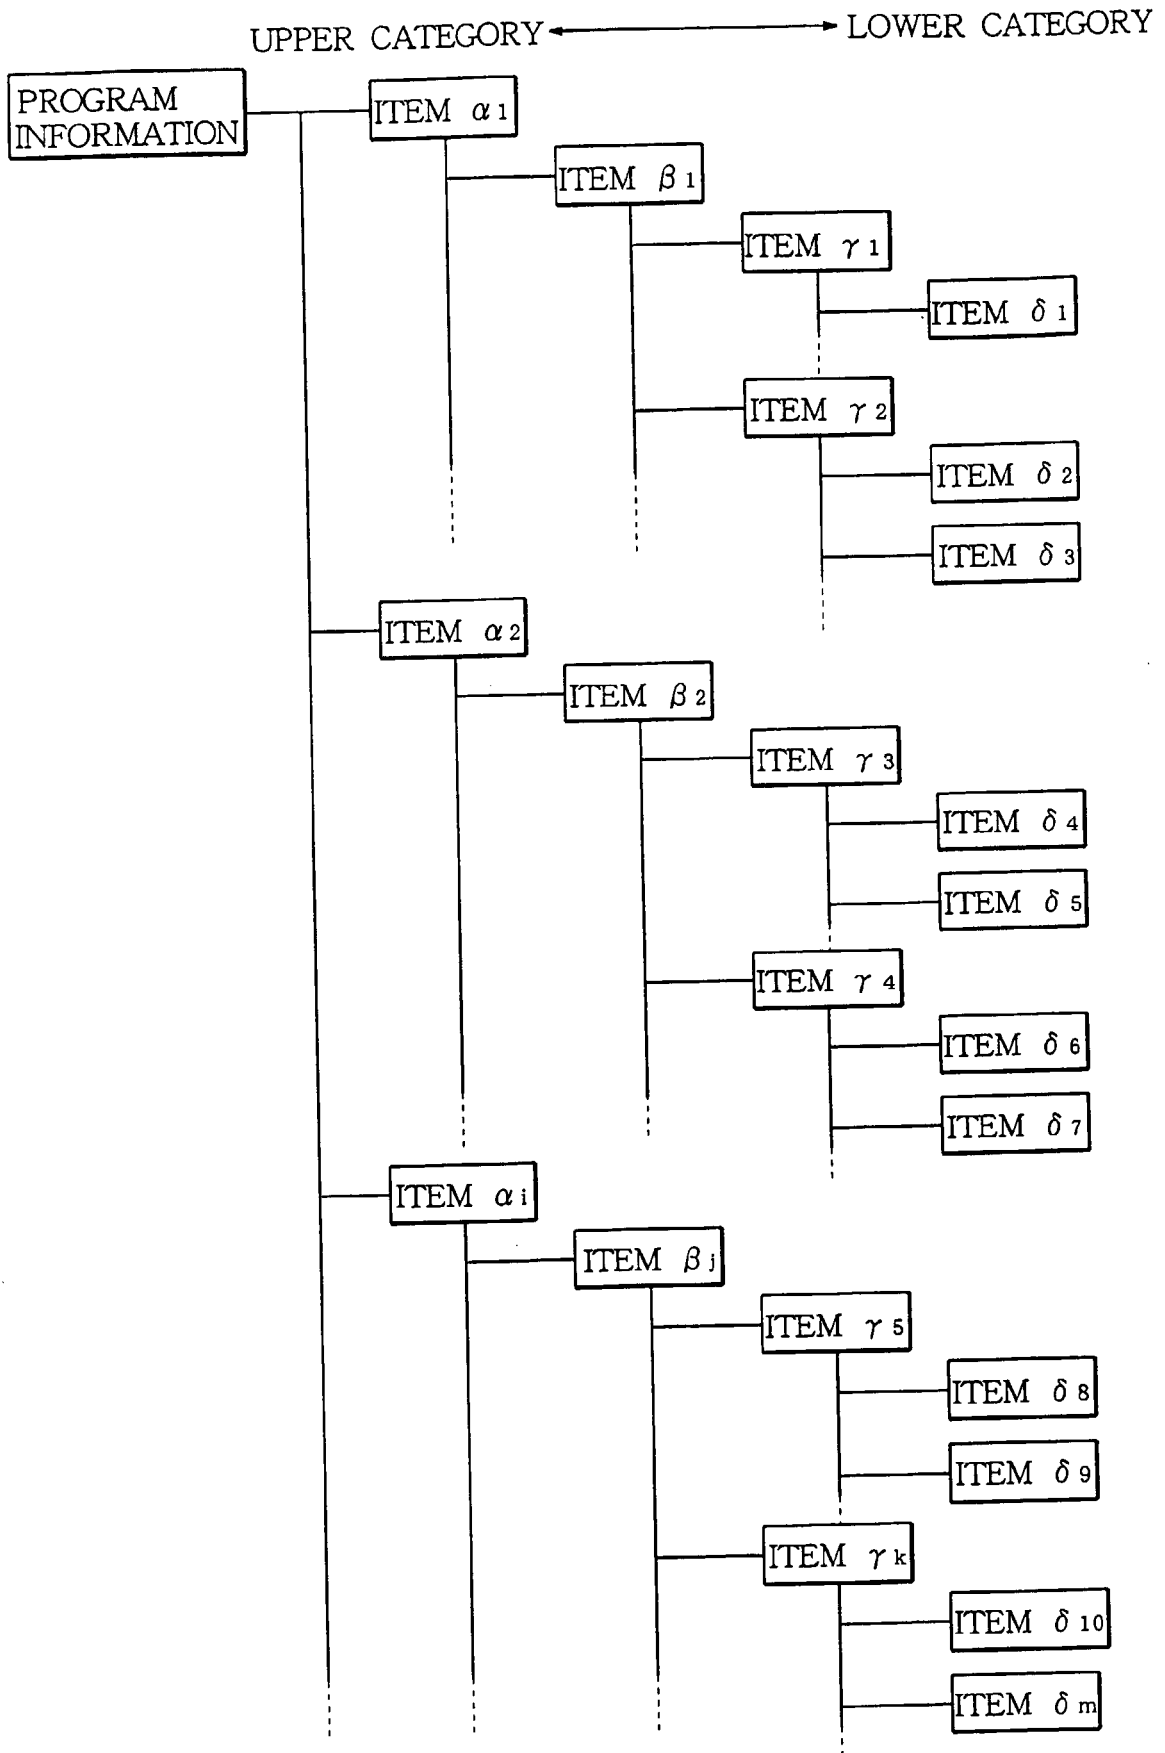 UPPER CATEGORY LOWER CATEGORY
PROGRAM
INFORMATION
ITEM α1
ITEM β1
ITEM γ1
ITEM δ1
ITEM γ2
ITEM δ2
ITEM δ3
ITEM α2
ITEM β2
ITEM γ3
ITEM δ4
ITEM δ5
ITEM γ4
ITEM δ6
ITEM δ7
ITEM αi
ITEM βj
ITEM γ5
ITEM δ8
ITEM δ9
ITEM γk
ITEM δ10
ITEM δm